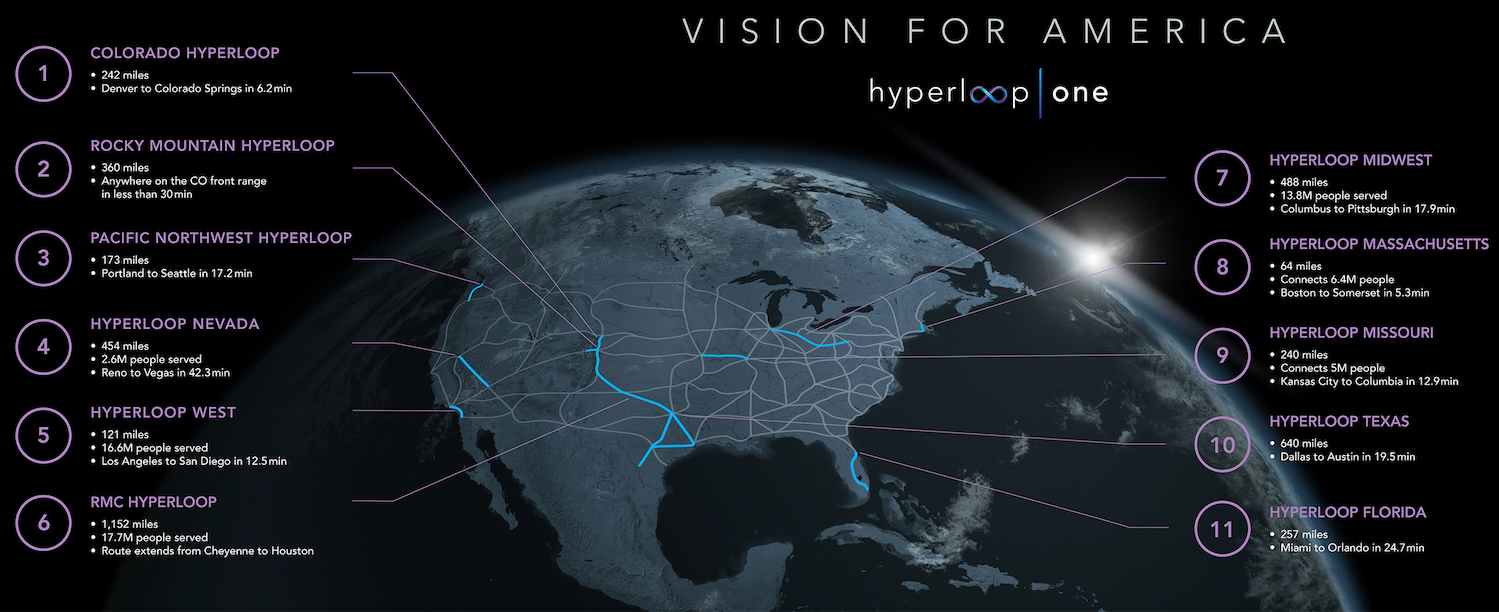 VISION FOR AMERICA
hyperloop | one
1
COLORADO HYPERLOOP
• 242 miles
• Denver to Colorado Springs in 6.2min
2
ROCKY MOUNTAIN HYPERLOOP
• 360 miles
• Anywhere on the CO front range
in less than 30min
3
PACIFIC NORTHWEST HYPERLOOP
• 173 miles
• Portland to Seattle in 17.2min
4
HYPERLOOP NEVADA
• 454 miles
• 2.6M people served
• Reno to Vegas in 42.3min
5
HYPERLOOP WEST
• 121 miles
• 16.6M people served
• Los Angeles to San Diego in 12.5min
6
RMC HYPERLOOP
• 1,152 miles
• 17.7M people served
• Route extends from Cheyenne to Houston
7
HYPERLOOP MIDWEST
• 488 miles
• 13.8M people served
• Columbus to Pittsburgh in 17.9min
8
HYPERLOOP MASSACHUSETTS
• 64 miles
• Connects 6.4M people
• Boston to Somerset in 5.3min
9
HYPERLOOP MISSOURI
• 240 miles
• Connects 5M people
• Kansas City to Columbia in 12.9min
10
HYPERLOOP TEXAS
• 640 miles
• Dallas to Austin in 19.5min
11
HYPERLOOP FLORIDA
• 257 miles
• Miami to Orlando in 24.7min